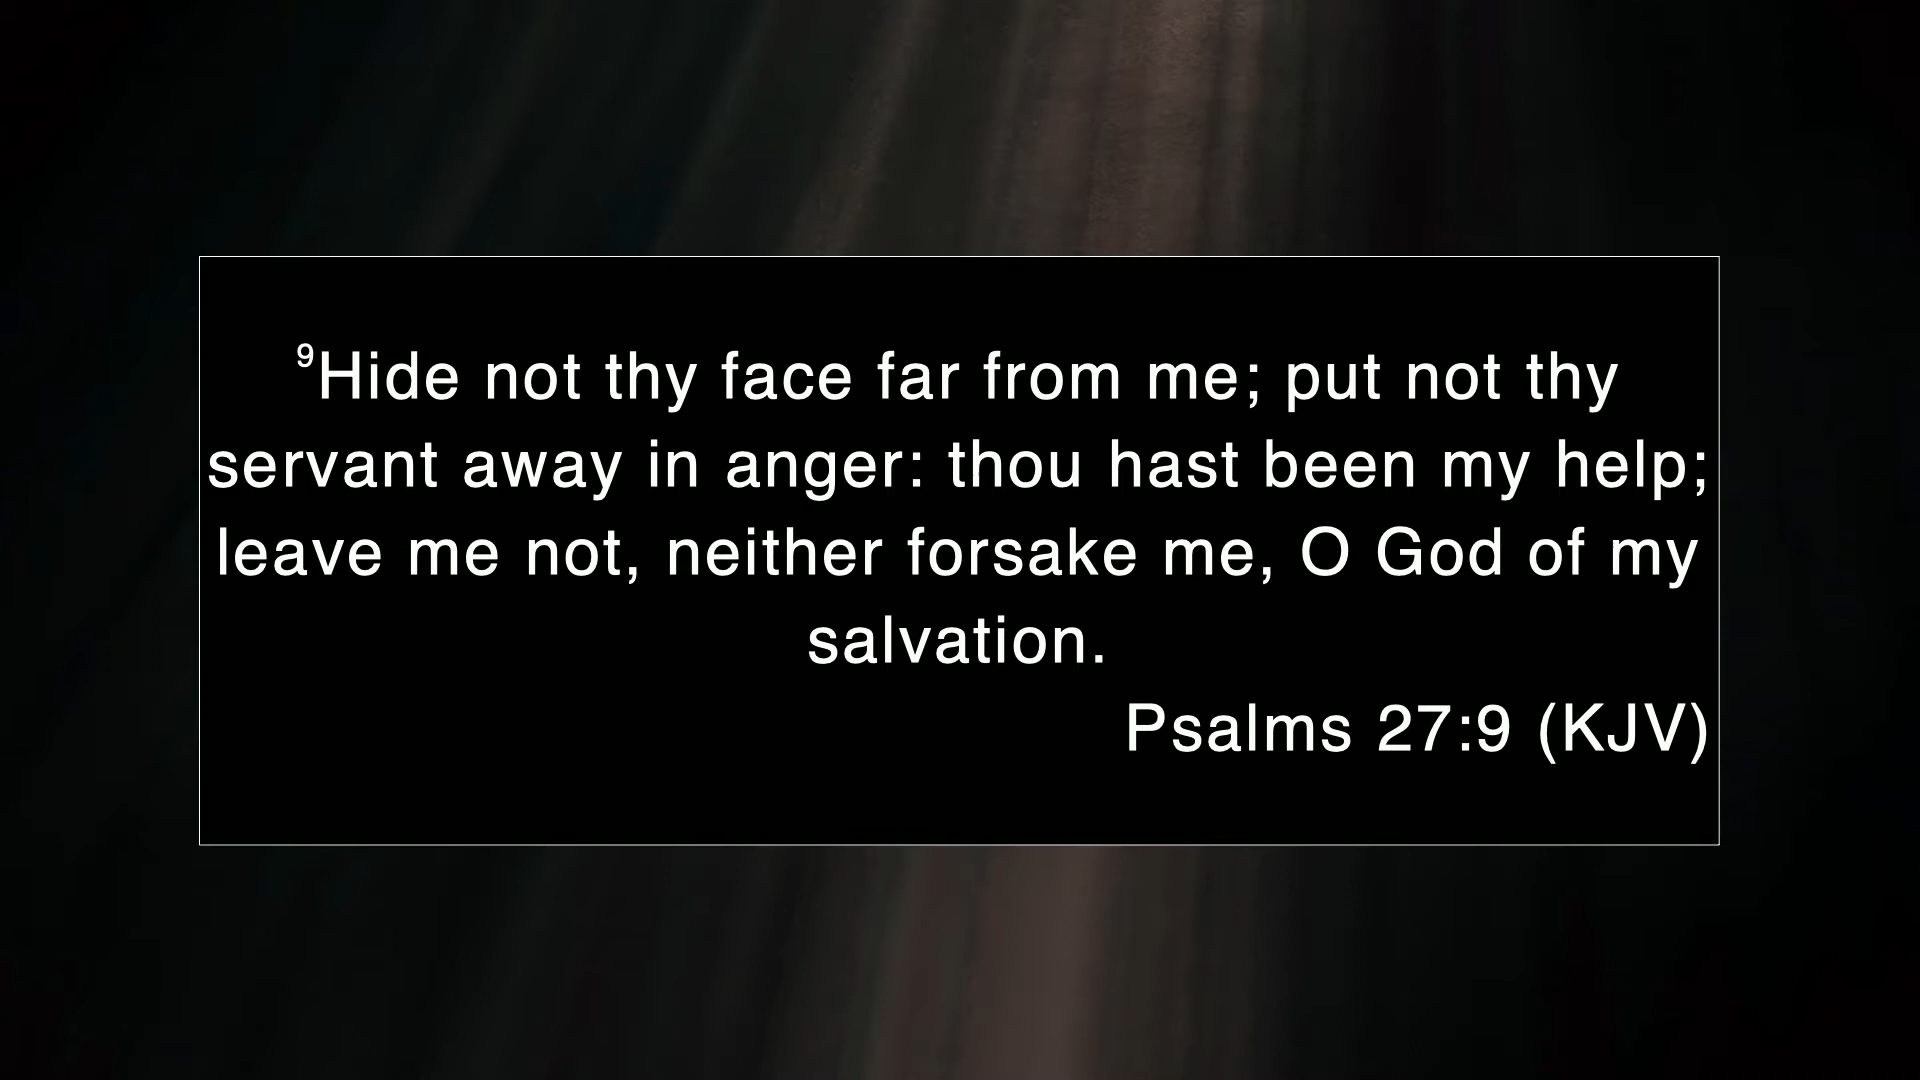 ⁹Hide not thy face far from me; put not thy
servant away in anger: thou hast been my help;
leave me not, neither forsake me, O God of my
salvation.
Psalms 27:9 (KJV)